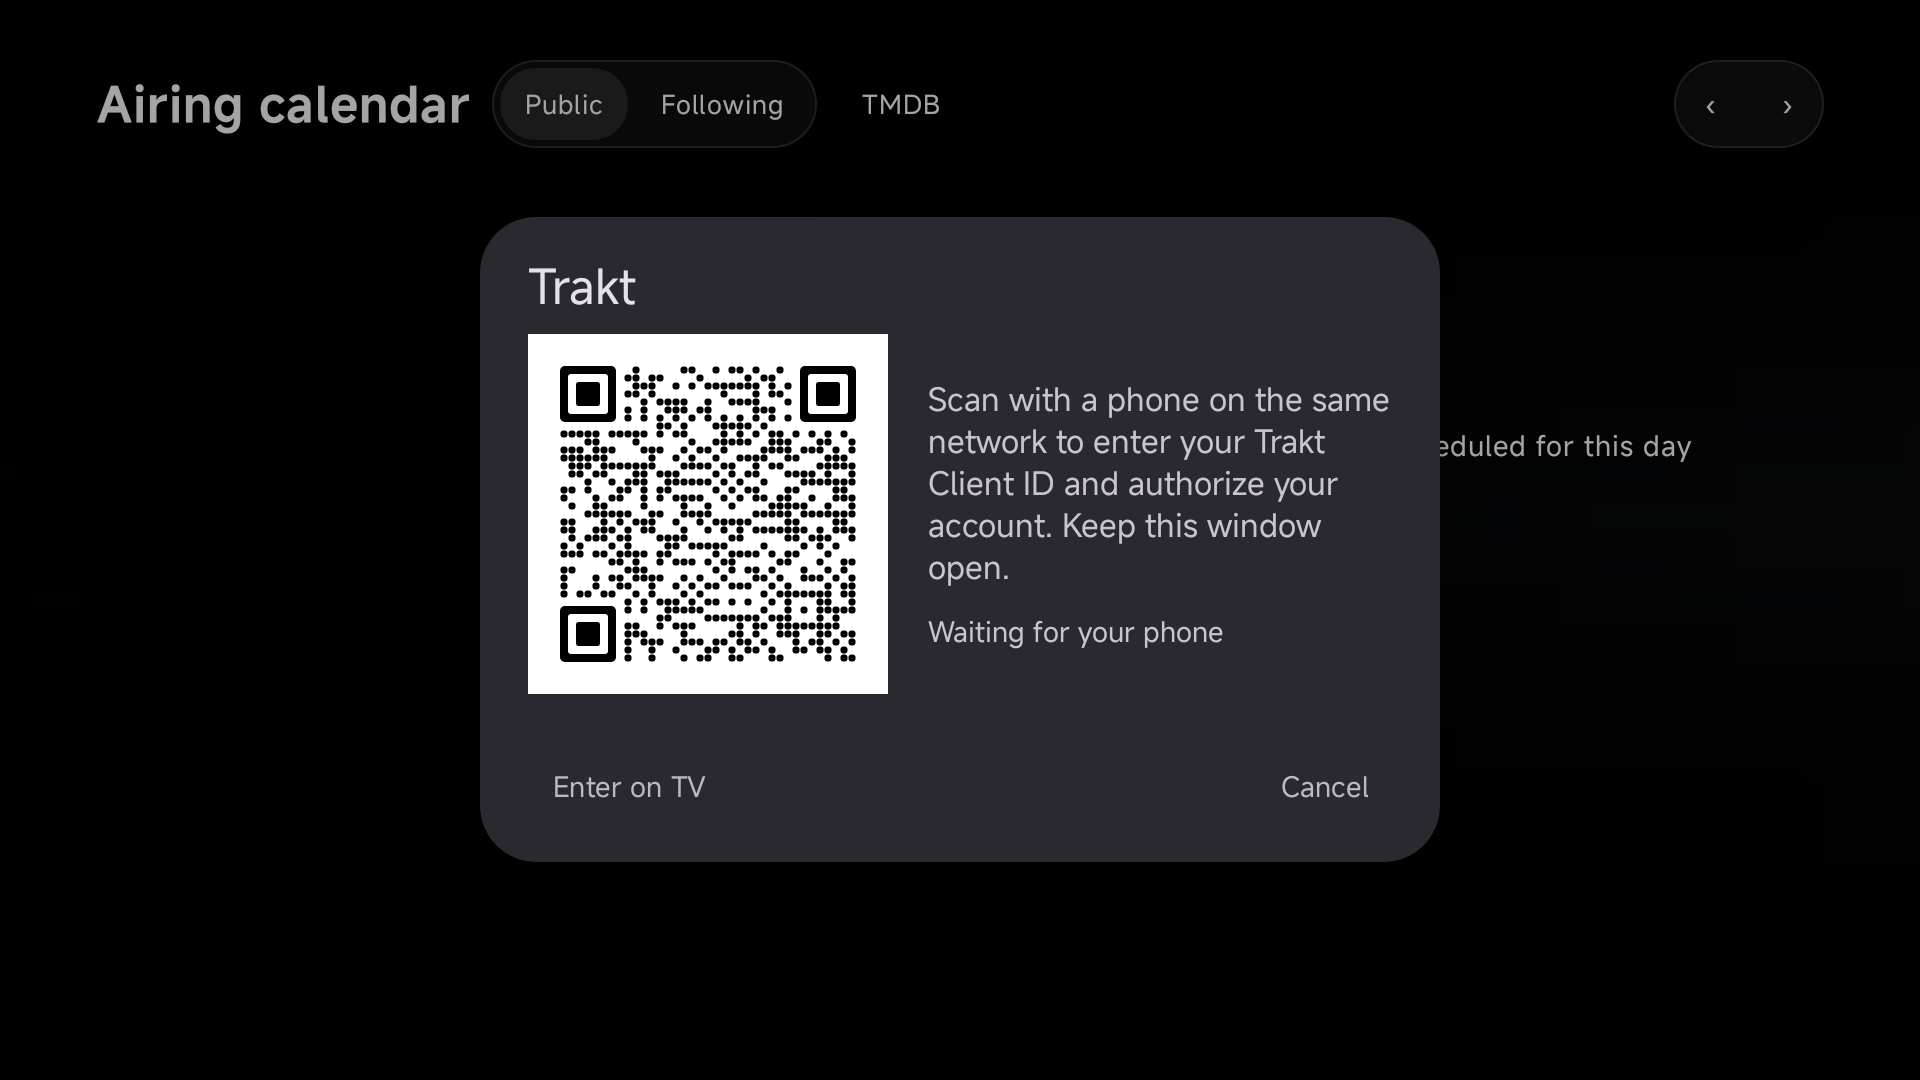 Airing calendar
Public
Following
TMDB
‹
›
Trakt
Scan with a phone on the same
network to enter your Trakt
Client ID and authorize your
account. Keep this window
open.
Waiting for your phone
for this day
Enter on TV
Cancel